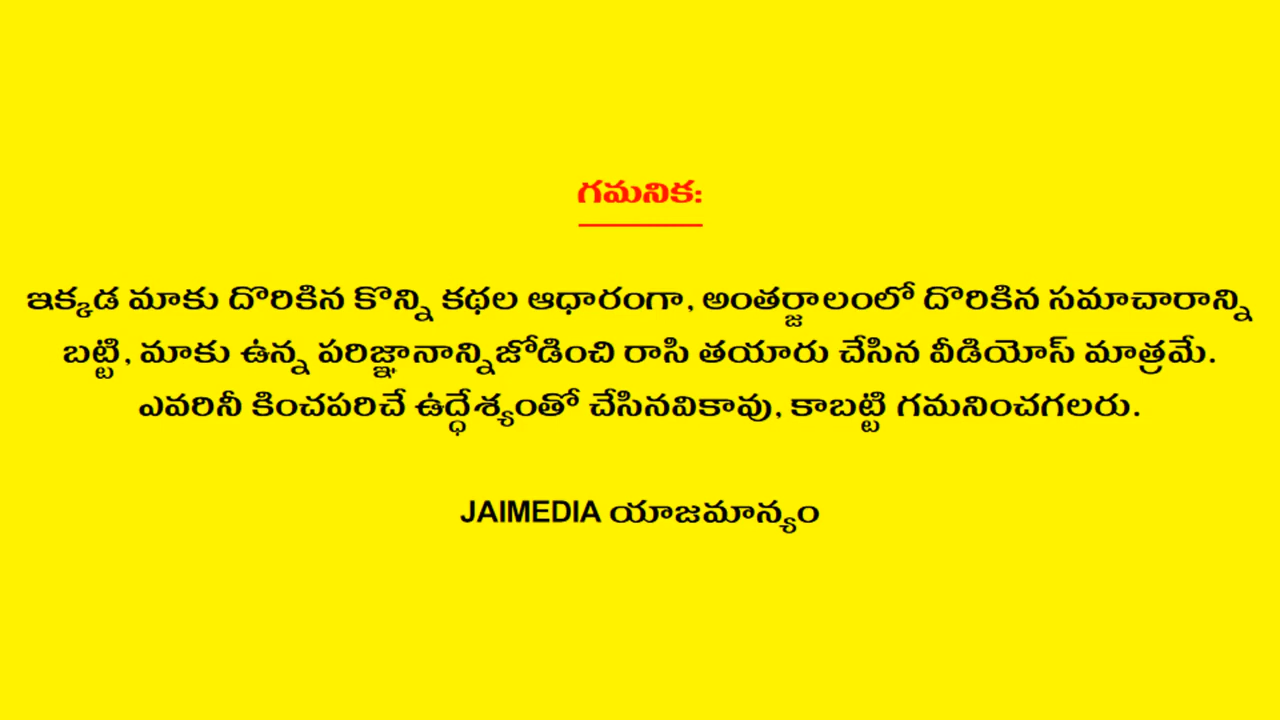 గమనిక:
ఇక్కడ మాకు దొరికిన కొన్ని కథల ఆధారంగా, అంతర్జాలంలో దొరికిన సమాచారాన్ని
బట్టి, మాకు ఉన్న పరిజ్ఞానాన్నిజోడించి రాసి తయారు చేసిన వీడియోస్ మాత్రమే.
ఎవరినీ కించపరిచే ఉద్ధేశ్యంతో చేసినవికావు, కాబట్టి గమనించగలరు.
JAIMEDIA యాజమాన్యం